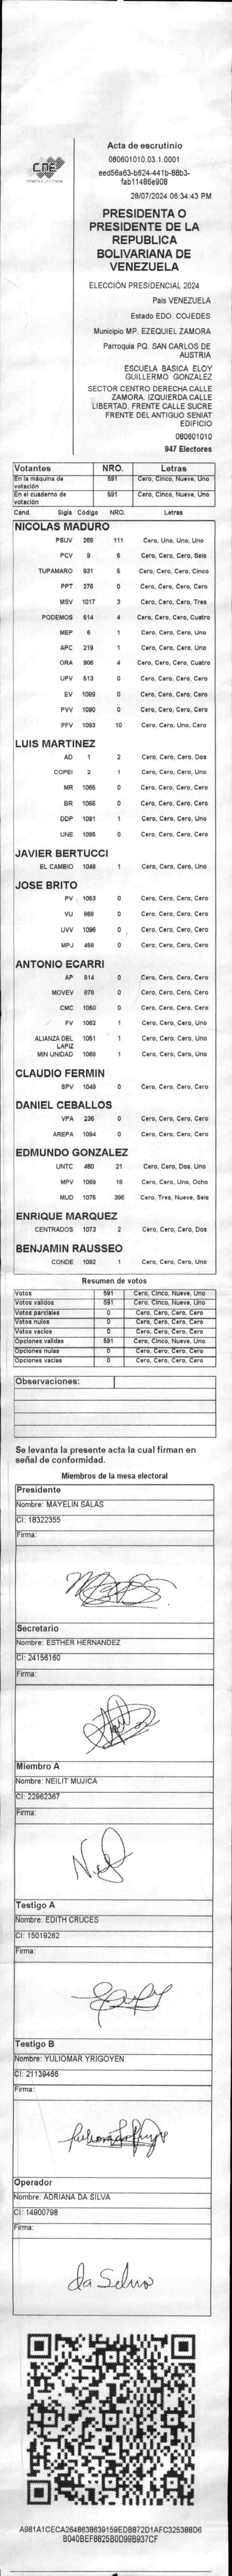 CNE
Acta de escrutinio
080601010.03.1.0001
eed56a63-b624-441b-88b3-
fab11486e908
28/07/2024 06:34:43 PM
PRESIDENTA O
PRESIDENTE DE LA
REPUBLICA
BOLIVARIANA DE
VENEZUELA
ELECCIÓN PRESIDENCIAL 2024
Pais VENEZUELA
Estado EDO. COJEDES
Municipio MP. EZEQUIEL ZAMORA
Parroquia PQ. SAN CARLOS DE
AUSTRIA
ESCUELA BASICA ELOY
GUILLERMO GONZALEZ
SECTOR CENTRO DERECHA CALLE
ZAMORA. IZQUIERDA CALLE
LIBERTAD. FRENTE CALLE SUCRE
FRENTE DEL ANTIGUO SENIAT
EDIFICIO
080601010
947 Electores
Votantes NRO. Letras
En la máquina de votación 591 Cero, Cinco, Nueve, Uno
En el cuaderno de votación 591 Cero, Cinco, Nueve, Uno
Cand. Sigla Código NRO. Letras
NICOLAS MADURO
PSUV 269 111 Cero, Uno, Uno, Uno
PCV 9 6 Cero, Cero, Cero, Seis
TUPAMARO 931 5 Cero, Cero, Cero, Cinco
PPT 276 0 Cero, Cero, Cero, Cero
MSV 1017 3 Cero, Cero, Cero, Tres
PODEMOS 514 4 Cero, Cero, Cero, Cuatro
MEP 6 1 Cero, Cero, Cero, Uno
APC 219 1 Cero, Cero, Cero, Uno
ORA 906 4 Cero, Cero, Cero, Cuatro
UPV 513 0 Cero, Cero, Cero, Cero
EV 1089 0 Cero, Cero, Cero, Cero
PVV 1090 0 Cero, Cero, Cero, Cero
PFV 1093 10 Cero, Cero, Uno, Cero
LUIS MARTINEZ
AD 1 2 Cero, Cero, Cero, Dos
COPEI 2 1 Cero, Cero, Cero, Uno
MR 1065 0 Cero, Cero, Cero, Cero
BR 1066 0 Cero, Cero, Cero, Cero
DDP 1091 1 Cero, Cero, Cero, Uno
UNE 1095 0 Cero, Cero, Cero, Cero
JAVIER BERTUCCI
EL CAMBIO 1048 1 Cero, Cero, Cero, Uno
JOSE BRITO
PV 1053 0 Cero, Cero, Cero, Cero
VU 968 0 Cero, Cero, Cero, Cero
UVV 1096 0 Cero, Cero, Cero, Cero
MPJ 459 0 Cero, Cero, Cero, Cero
ANTONIO ECARRI
AP 914 0 Cero, Cero, Cero, Cero
MOVEV 878 0 Cero, Cero, Cero, Cero
CMC 1050 0 Cero, Cero, Cero, Cero
FV 1062 1 Cero, Cero, Cero, Uno
ALIANZA DEL LAPIZ 1051 1 Cero, Cero, Cero, Uno
MIN UNIDAD 1068 1 Cero, Cero, Cero, Uno
CLAUDIO FERMIN
SPV 1049 0 Cero, Cero, Cero, Cero
DANIEL CEBALLOS
VPA 236 0 Cero, Cero, Cero, Cero
AREPA 1094 0 Cero, Cero, Cero, Cero
EDMUNDO GONZALEZ
UNTC 460 21 Cero, Cero, Dos, Uno
MPV 1069 18 Cero, Cero, Uno, Ocho
MUD 1075 396 Cero, Tres, Nueve, Seis
ENRIQUE MARQUEZ
CENTRADOS 1073 2 Cero, Cero, Cero, Dos
BENJAMIN RAUSSEO
CONDE 1092 1 Cero, Cero, Cero, Uno
Resumen de votos
Votos 591 Cero, Cinco, Nueve, Uno
Votos validos 591 Cero, Cinco, Nueve, Uno
Votos parciales 0 Cero, Cero, Cero, Cero
Votos nulos 0 Cero, Cero, Cero, Cero
Votos vacios 0 Cero, Cero, Cero, Cero
Opciones validas 591 Cero, Cinco, Nueve, Uno
Opciones nulas 0 Cero, Cero, Cero, Cero
Opciones vacías 0 Cero, Cero, Cero, Cero
Observaciones:
Se levanta la presente acta la cual firman en
señal de conformidad.
Miembros de la mesa electoral
Presidente
Nombre: MAYELIN SALAS
CI: 18322355
Firma:
Secretario
Nombre: ESTHER HERNANDEZ
CI: 24156160
Firma:
Miembro A
Nombre: NEILIT MUJICA
CI: 22962367
Firma:
Testigo A
Nombre: EDITH CRUCES
CI: 15019262
Firma:
Testigo B
Nombre: YULIOMAR YRIGOYEN
CI: 21139466
Firma:
Operador
Nombre: ADRIANA DA SILVA
CI: 14900798
Firma:
da Silva
A981A1CECA2648638639159EDB872D1AFC325388D6
B040BEF8825B0D99B937CF